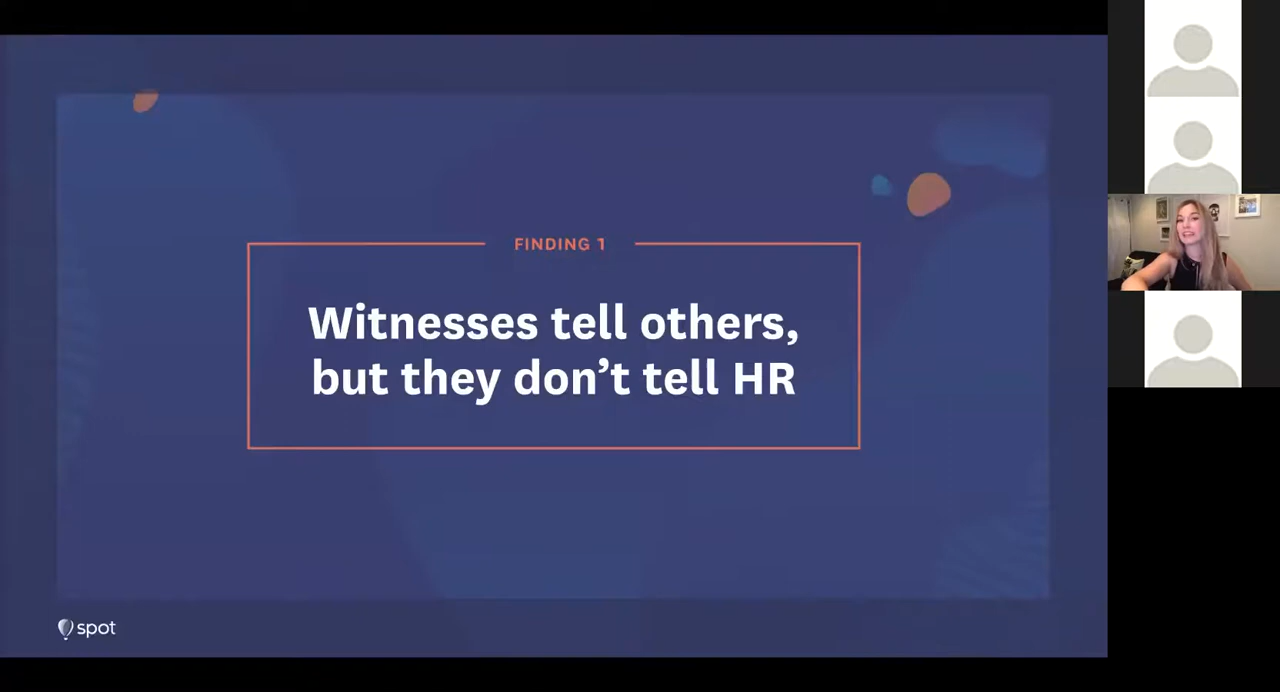 FINDING 1
Witnesses tell others,
but they don’t tell HR
spot